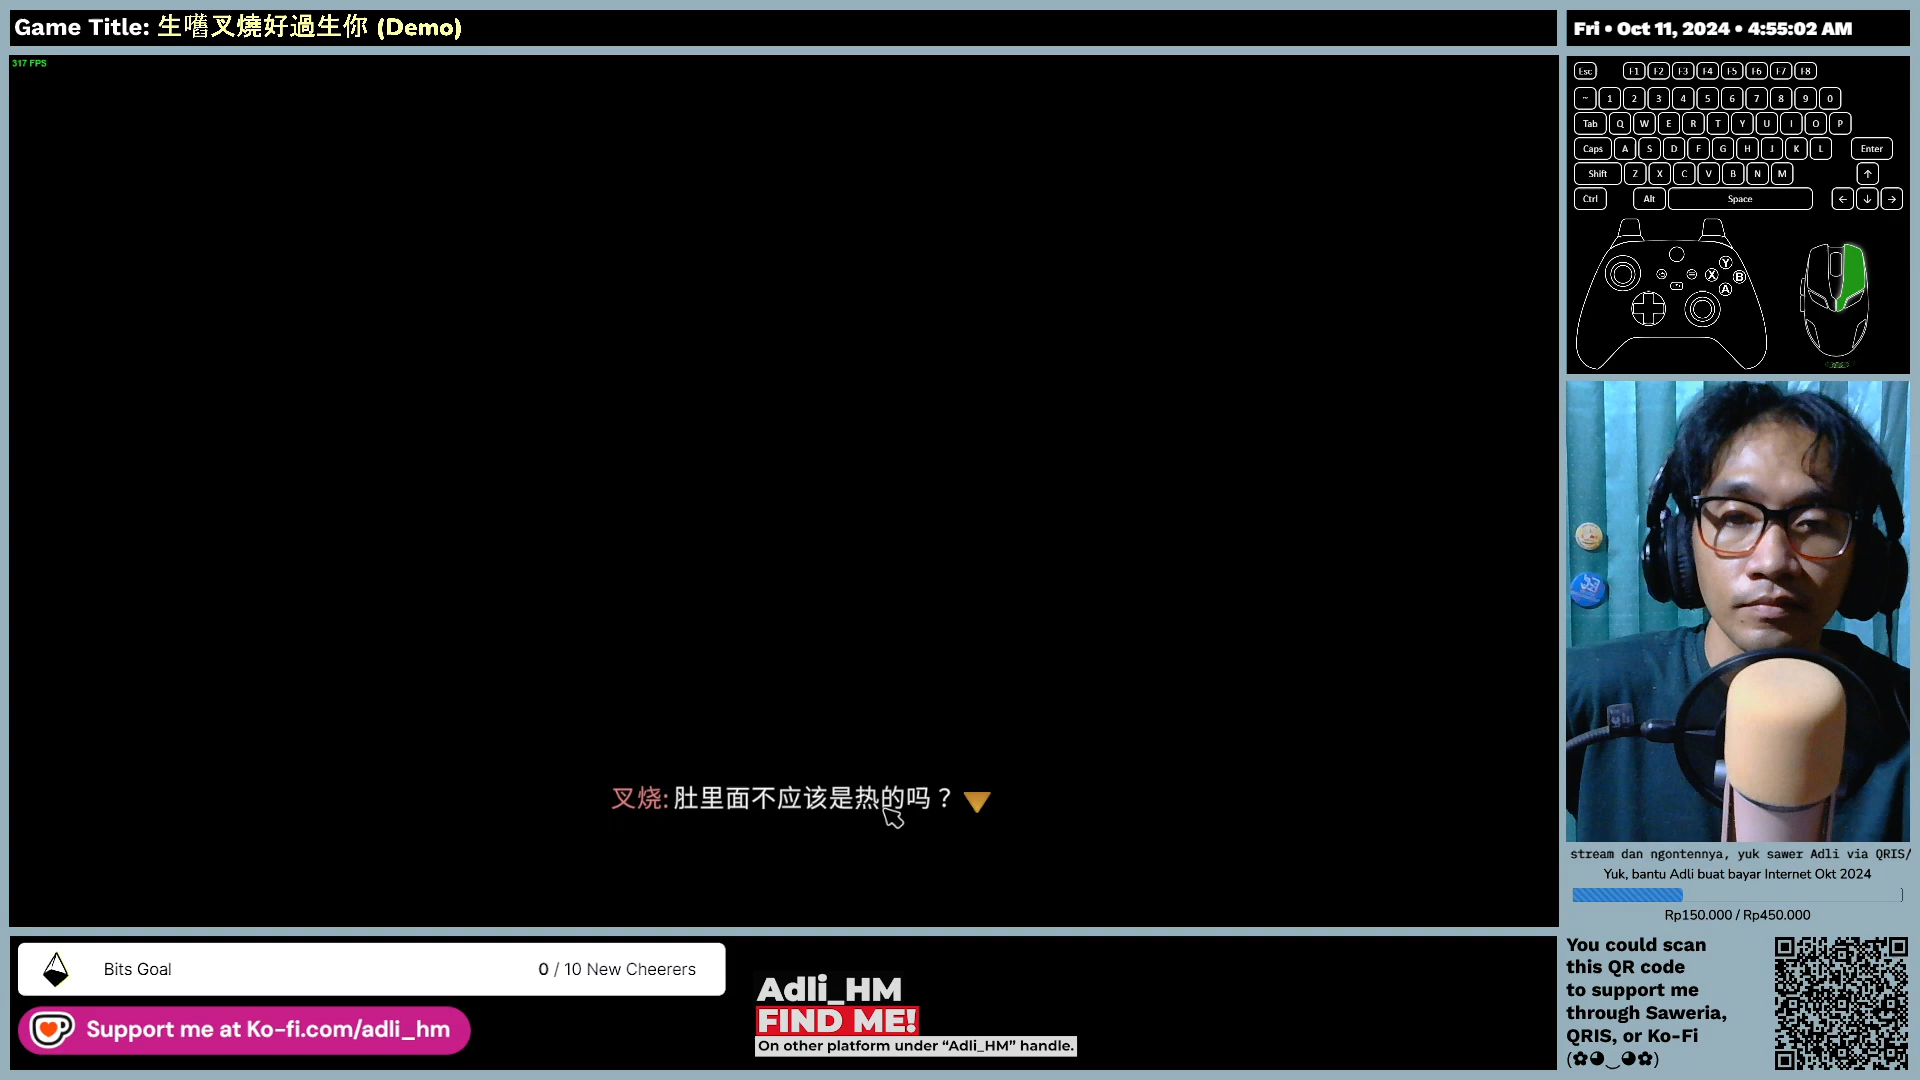 Game Title: 生嚿叉燒好過生你 (Demo)
Fri • Oct 11, 2024 • 4:55:02 AM
317 FPS
Esc F1 F2 F3 F4 F5 F6 F7 F8
~ 1 2 3 4 5 6 7 8 9 0
Tab Q W E R T Y U I O P
Caps A S D F G H J K L Enter
Shift Z X C V B N M ↑
Ctrl Alt Space ← ↓ →
Y
X B
A
叉烧: 肚里面不应该是热的吗？
stream dan ngontennya, yuk sawer Adli via QRIS/
Yuk, bantu Adli buat bayar Internet Okt 2024
Rp150.000 / Rp450.000
Bits Goal 0 / 10 New Cheerers
Support me at Ko-fi.com/adli_hm
Adli_HM
FIND ME!
On other platform under “Adli_HM” handle.
You could scan
this QR code
to support me
through Saweria,
QRIS, or Ko-Fi
(✿◕‿◕✿)